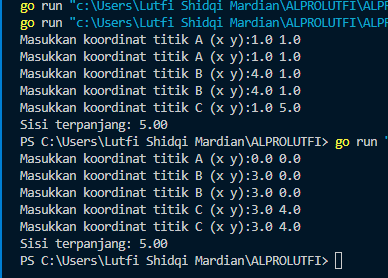 go run "c:\Users\Lutfi Shidqi Mardian\ALPROLUTFI\ALP
go run "c:\Users\Lutfi Shidqi Mardian\ALPROLUTFI\ALP
Masukkan koordinat titik A (x y):1.0 1.0
Masukkan koordinat titik A (x y):1.0 1.0
Masukkan koordinat titik B (x y):4.0 1.0
Masukkan koordinat titik B (x y):4.0 1.0
Masukkan koordinat titik C (x y):1.0 5.0
Sisi terpanjang: 5.00
PS C:\Users\Lutfi Shidqi Mardian\ALPROLUTFI> go run "
Masukkan koordinat titik A (x y):0.0 0.0
Masukkan koordinat titik B (x y):3.0 0.0
Masukkan koordinat titik B (x y):3.0 0.0
Masukkan koordinat titik C (x y):3.0 4.0
Masukkan koordinat titik C (x y):3.0 4.0
Sisi terpanjang: 5.00
PS C:\Users\Lutfi Shidqi Mardian\ALPROLUTFI>